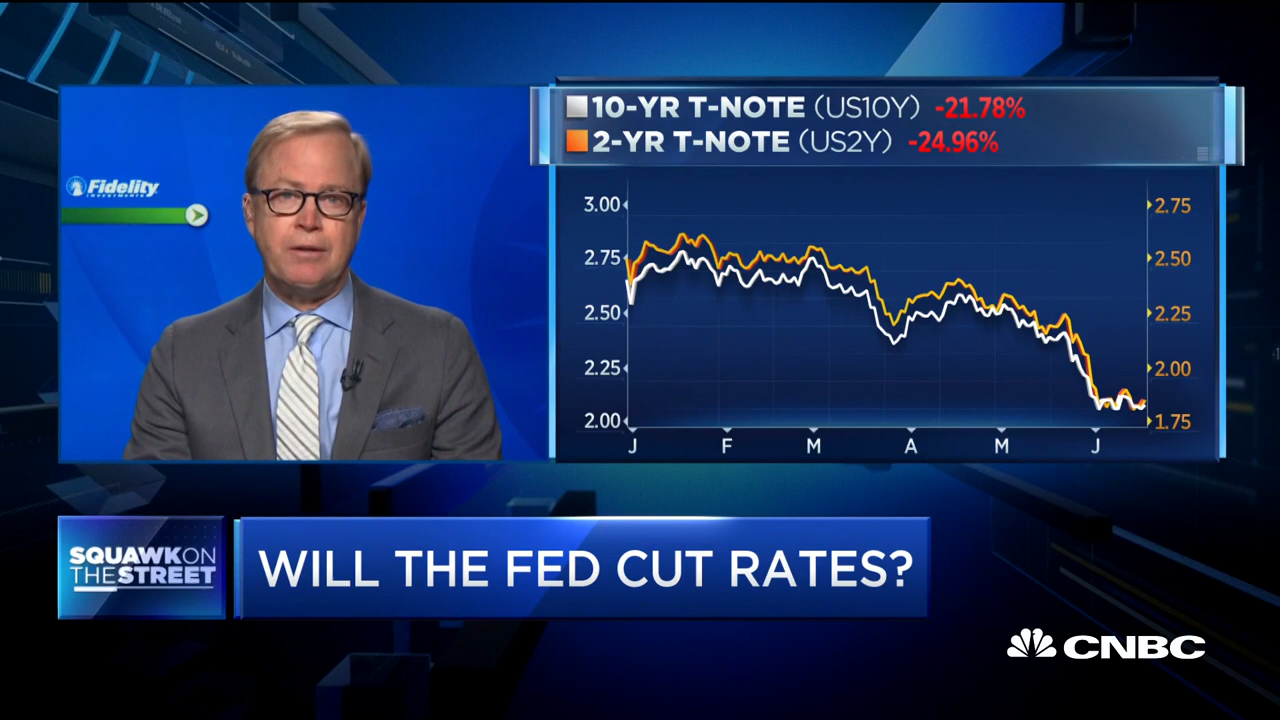 Fidelity
INVESTMENTS
10-YR T-NOTE (US10Y) -21.78%
2-YR T-NOTE (US2Y) -24.96%
3.00 2.75
2.75 2.50
2.50 2.25
2.25 2.00
2.00 1.75
J F M A M J
SQUAWK ON
THE STREET
WILL THE FED CUT RATES?
CNBC